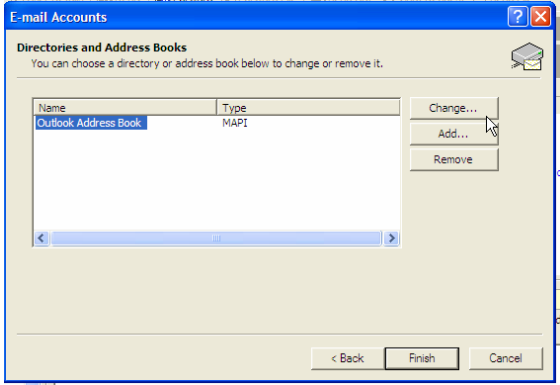 E-mail Accounts
Directories and Address Books
You can choose a directory or address book below to change or remove it.
Name Type
Outlook Address Book MAPI
Change...
Add...
Remove
< Back Finish Cancel